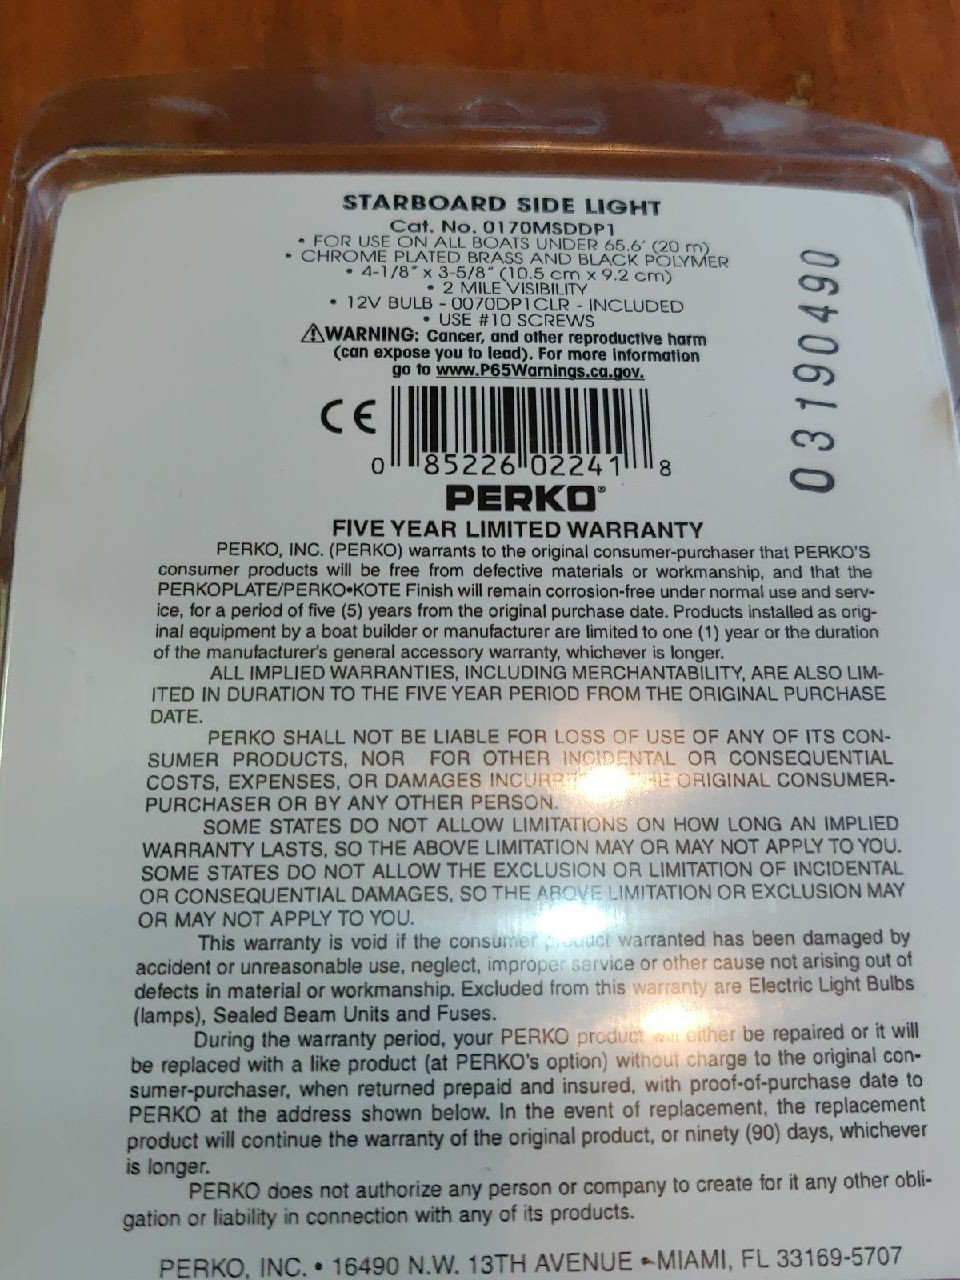 STARBOARD SIDE LIGHT
Cat. No. 0170MSDDP1
• FOR USE ON ALL BOATS UNDER 65.6' (20 m)
• CHROME PLATED BRASS AND BLACK POLYMER
• 4-1/8" x 3-5/8" (10.5 cm x 9.2 cm)
• 2 MILE VISIBILITY
• 12V BULB - 0070DP1CLR - INCLUDED
• USE #10 SCREWS
⚠WARNING: Cancer, and other reproductive harm
(can expose you to lead). For more information
go to www.P65Warnings.ca.gov.
03190490
CE
0 85226 02241 8
PERKO®
FIVE YEAR LIMITED WARRANTY
PERKO, INC. (PERKO) warrants to the original consumer-purchaser that PERKO'S
consumer products will be free from defective materials or workmanship, and that the
PERKOPLATE/PERKO•KOTE Finish will remain corrosion-free under normal use and serv-
ice, for a period of five (5) years from the original purchase date. Products installed as orig-
inal equipment by a boat builder or manufacturer are limited to one (1) year or the duration
of the manufacturer's general accessory warranty, whichever is longer.
ALL IMPLIED WARRANTIES, INCLUDING MERCHANTABILITY, ARE ALSO LIM-
ITED IN DURATION TO THE FIVE YEAR PERIOD FROM THE ORIGINAL PURCHASE
DATE.
PERKO SHALL NOT BE LIABLE FOR LOSS OF USE OF ANY OF ITS CON-
SUMER PRODUCTS, NOR FOR OTHER INCIDENTAL OR CONSEQUENTIAL
COSTS, EXPENSES, OR DAMAGES ORIGINAL CONSUMER-
PURCHASER OR BY ANY OTHER PERSON.
SOME STATES DO NOT ALLOW LIMITATIONS ON HOW LONG AN IMPLIED
WARRANTY LASTS, SO THE ABOVE LIMITATION MAY OR MAY NOT APPLY TO YOU.
SOME STATES DO NOT ALLOW THE EXCLUSION OR LIMITATION OF INCIDENTAL
OR CONSEQUENTIAL DAMAGES, SO THE ABOVE LIMITATION OR EXCLUSION MAY
OR MAY NOT APPLY TO YOU.
This warranty is void if the consumer product warranted has been damaged by
accident or unreasonable use, neglect, improper service or other cause not arising out of
defects in material or workmanship. Excluded from this warranty are Electric Light Bulbs
(lamps), Sealed Beam Units and Fuses.
During the warranty period, your PERKO product will either be repaired or it will
be replaced with a like product (at PERKO's option) without charge to the original con-
sumer-purchaser, when returned prepaid and insured, with proof-of-purchase date to
PERKO at the address shown below. In the event of replacement, the replacement
product will continue the warranty of the original product, or ninety (90) days, whichever
is longer.
PERKO does not authorize any person or company to create for it any other obli-
gation or liability in connection with any of its products.
PERKO, INC. • 16490 N.W. 13TH AVENUE • MIAMI, FL 33169-5707